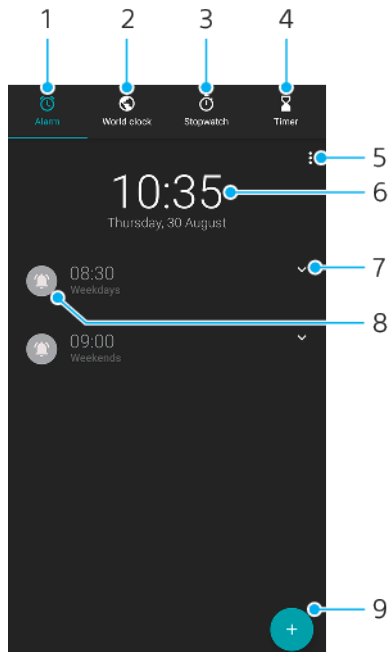 1 2 3 4
Alarm World clock Stopwatch Timer
5
10:35 6
Thursday, 30 August
08:30 7
Weekdays
8
09:00
Weekends
9
+